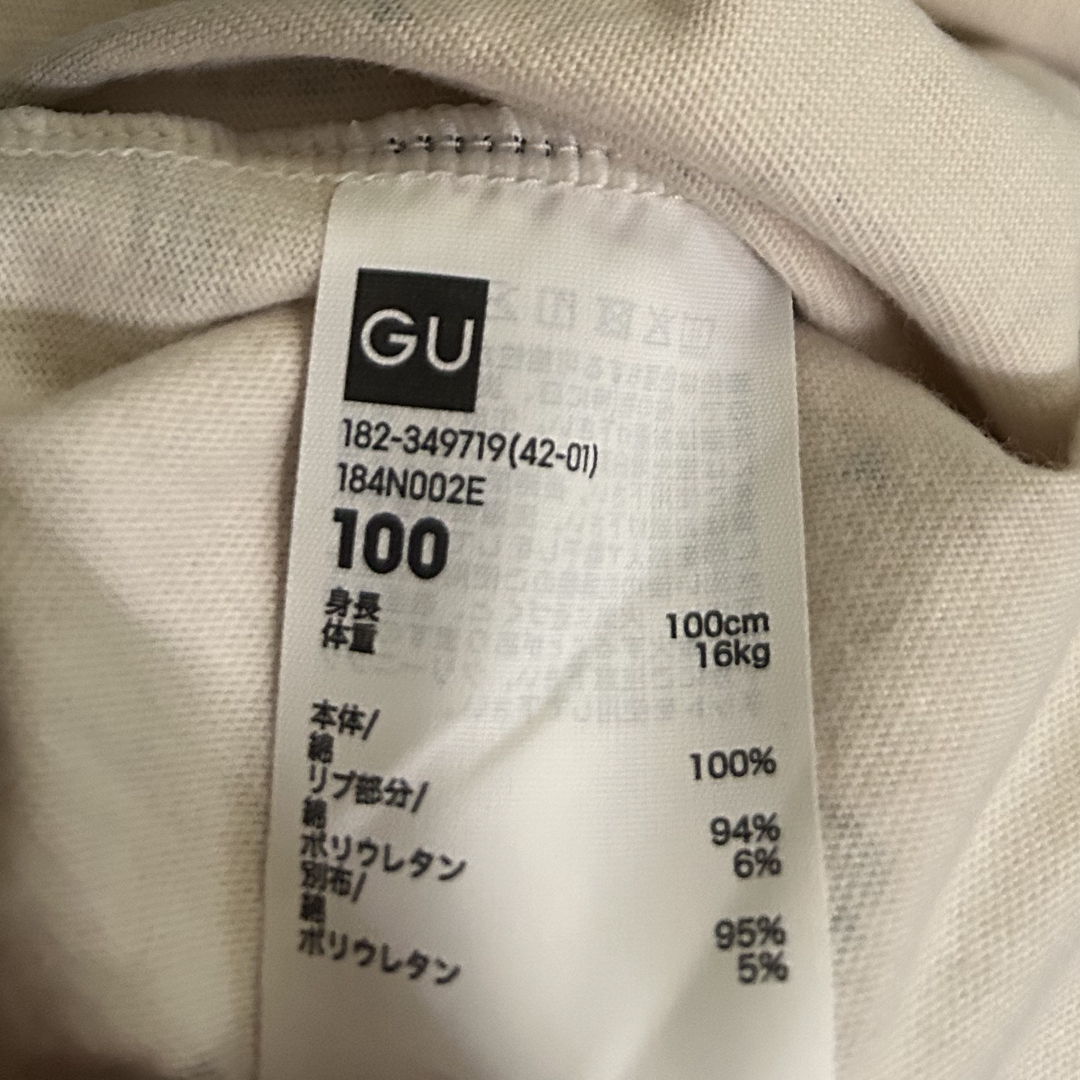 GU
182-349719(42-01)
184N002E
100
身長 100cm
体重 16kg
本体/
綿 100%
リブ部分/
綿 94%
ポリウレタン 6%
別布/
綿 95%
ポリウレタン 5%